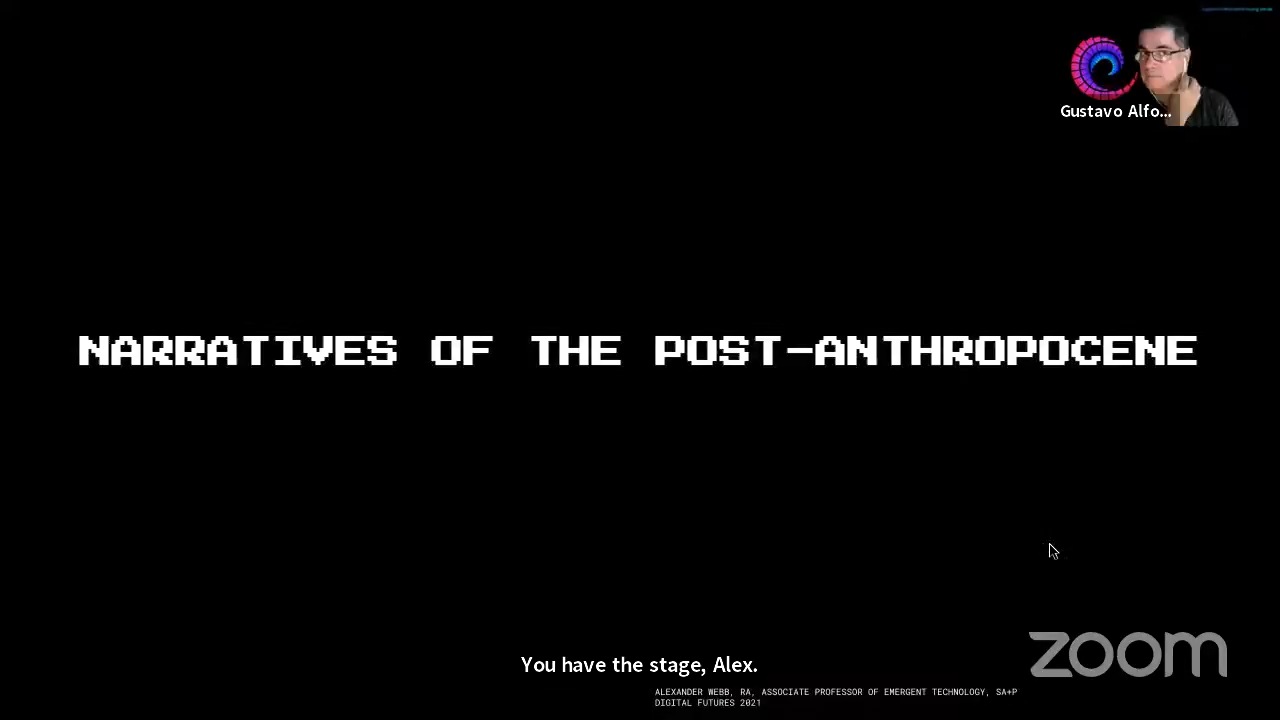 Gustavo Alfo...
NARRATIVES OF THE POST-ANTHROPOCENE
You have the stage, Alex.
zoom
ALEXANDER WEBB, RA, ASSOCIATE PROFESSOR OF EMERGENT TECHNOLOGY, SA+P
DIGITAL FUTURES 2021